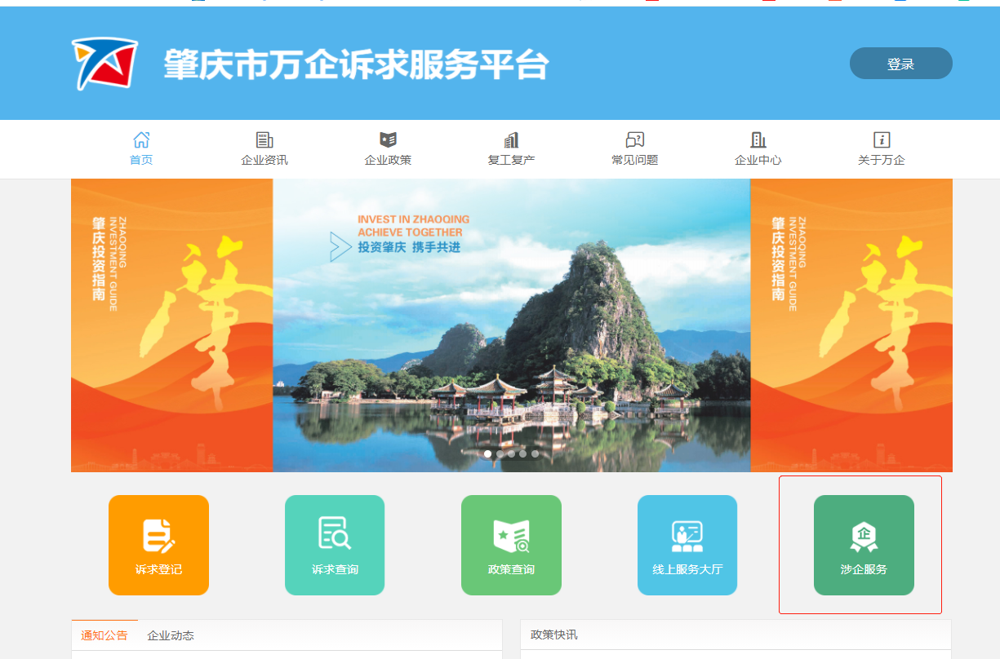 肇庆市万企诉求服务平台
登录
首页
企业资讯
企业政策
复工复产
常见问题
企业中心
关于万企
ZHAOQING
INVESTMENT GUIDE
肇庆投资指南
肇
INVEST IN ZHAOQING
ACHIEVE TOGETHER
投资肇庆 携手共进
ZHAOQING
INVESTMENT GUIDE
肇庆投资指南
肇
企
诉求登记
诉求查询
政策查询
线上服务大厅
涉企服务
通知公告
企业动态
政策快讯